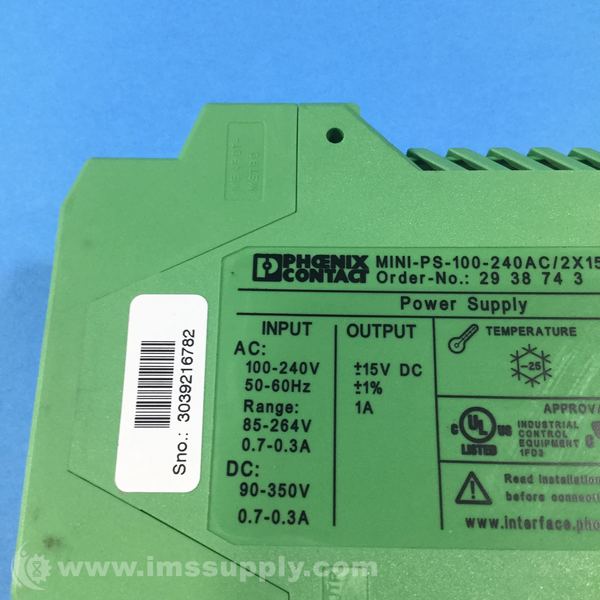 PHŒNIX CONTACT
MINI-PS-100-240AC/2X15
Order-No.: 29 38 74 3
Power Supply
INPUT
AC:
100-240V
50-60Hz
Range:
85-264V
0.7-0.3A
DC:
90-350V
0.7-0.3A
OUTPUT
±15V DC
±1%
1A
TEMPERATURE
-25
APPROVA
C UL US
LISTED
INDUSTRIAL
CONTROL
EQUIPMENT
1FD3
Read installation
before connecti
www.interface.pho
Sno.: 3039216782
www.imssupply.com